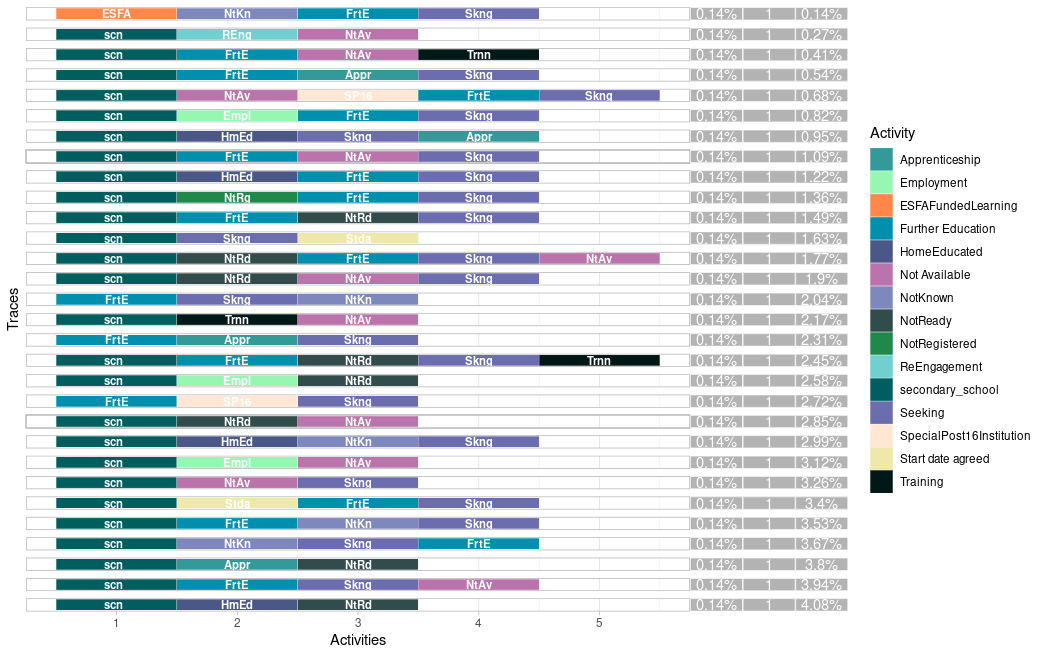 ESFA NtKn FrtE Skng 0.14% 1 0.14%
scn REng NtAv 0.14% 1 0.27%
scn FrtE NtAv Trnn 0.14% 1 0.41%
scn FrtE Appr Skng 0.14% 1 0.54%
scn NtAv SP16 FrtE Skng 0.14% 1 0.68%
scn Empl FrtE Skng 0.14% 1 0.82%
scn HmEd Skng Appr 0.14% 1 0.95%
scn FrtE NtAv Skng 0.14% 1 1.09%
scn HmEd FrtE Skng 0.14% 1 1.22%
scn NtRg FrtE Skng 0.14% 1 1.36%
scn FrtE NtRd Skng 0.14% 1 1.49%
scn Skng Stda 0.14% 1 1.63%
scn NtRd FrtE Skng NtAv 0.14% 1 1.77%
scn NtRd NtAv Skng 0.14% 1 1.9%
FrtE Skng NtKn 0.14% 1 2.04%
scn Trnn NtAv 0.14% 1 2.17%
FrtE Appr Skng 0.14% 1 2.31%
scn FrtE NtRd Skng Trnn 0.14% 1 2.45%
scn Empl NtRd 0.14% 1 2.58%
FrtE SP16 Skng 0.14% 1 2.72%
scn NtRd NtAv 0.14% 1 2.85%
scn HmEd NtKn Skng 0.14% 1 2.99%
scn Empl NtAv 0.14% 1 3.12%
scn NtAv Skng 0.14% 1 3.26%
scn Stda FrtE Skng 0.14% 1 3.4%
scn FrtE NtKn Skng 0.14% 1 3.53%
scn NtKn Skng FrtE 0.14% 1 3.67%
scn Appr NtRd 0.14% 1 3.8%
scn FrtE Skng NtAv 0.14% 1 3.94%
scn HmEd NtRd 0.14% 1 4.08%
1 2 3 4 5
Activities
Traces
Activity
Apprenticeship
Employment
ESFAFundedLearning
Further Education
HomeEducated
Not Available
NotKnown
NotReady
NotRegistered
ReEngagement
secondary_school
Seeking
SpecialPost16Institution
Start date agreed
Training